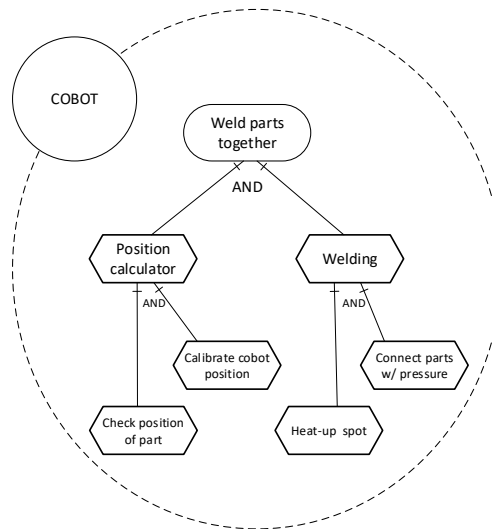 COBOT
Weld parts
together
AND
Position
calculator
Welding
AND
AND
Calibrate cobot
position
Connect parts
w/ pressure
Check position
of part
Heat-up spot